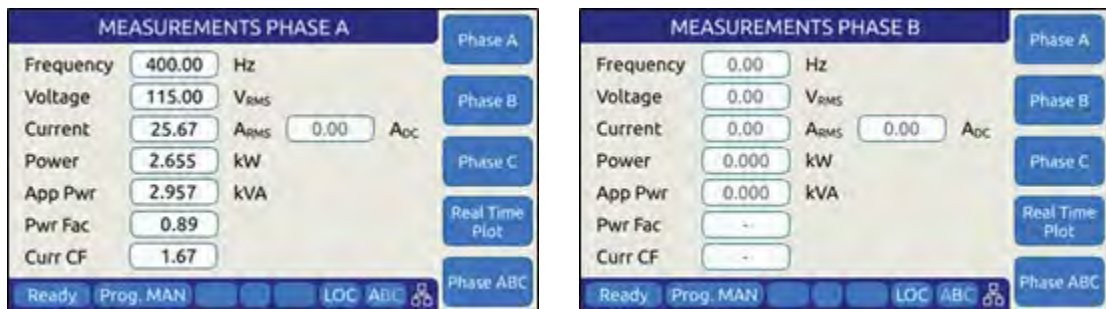 MEASUREMENTS PHASE A
Frequency 400.00 Hz
Voltage 115.00 VRMS
Current 25.67 ARMS 0.00 ADC
Power 2.655 kW
App Pwr 2.957 kVA
Pwr Fac 0.89
Curr CF 1.67
Ready Prog. MAN LOC ABC
Phase A
Phase B
Phase C
Real Time
Plot
Phase ABC
MEASUREMENTS PHASE B
Frequency 0.00 Hz
Voltage 0.00 VRMS
Current 0.00 ARMS 0.00 ADC
Power 0.000 kW
App Pwr 0.000 kVA
Pwr Fac -
Curr CF -
Ready Prog. MAN LOC ABC
Phase A
Phase B
Phase C
Real Time
Plot
Phase ABC